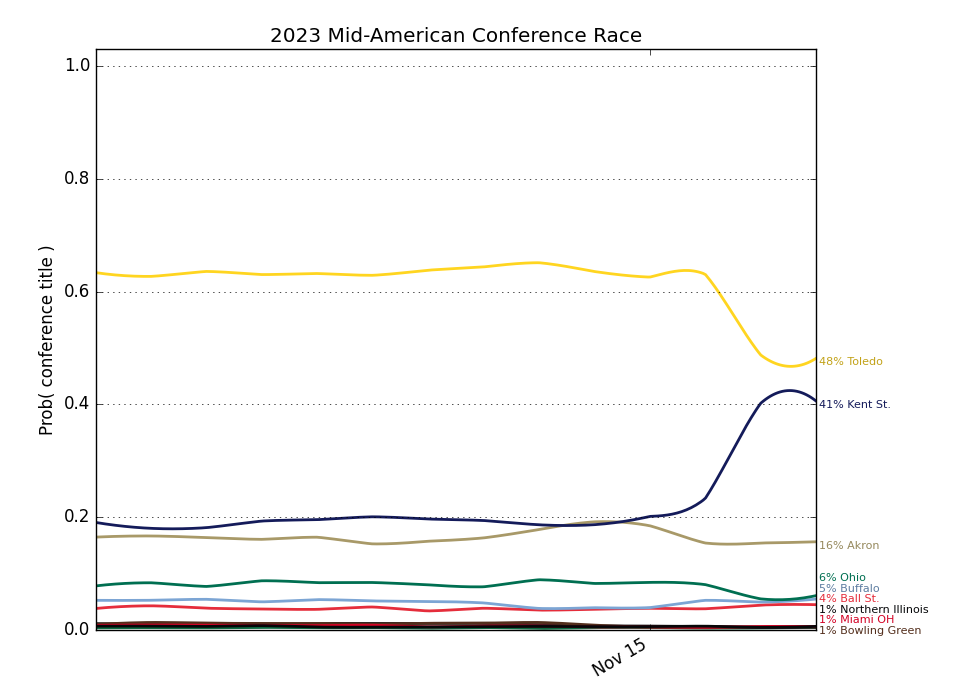 2023 Mid-American Conference Race
1.0
0.8
0.6
0.4
0.2
0.0
Prob( conference title )
Nov 15
48% Toledo
41% Kent St.
16% Akron
6% Ohio
5% Buffalo
4% Ball St.
1% Northern Illinois
1% Miami OH
1% Bowling Green